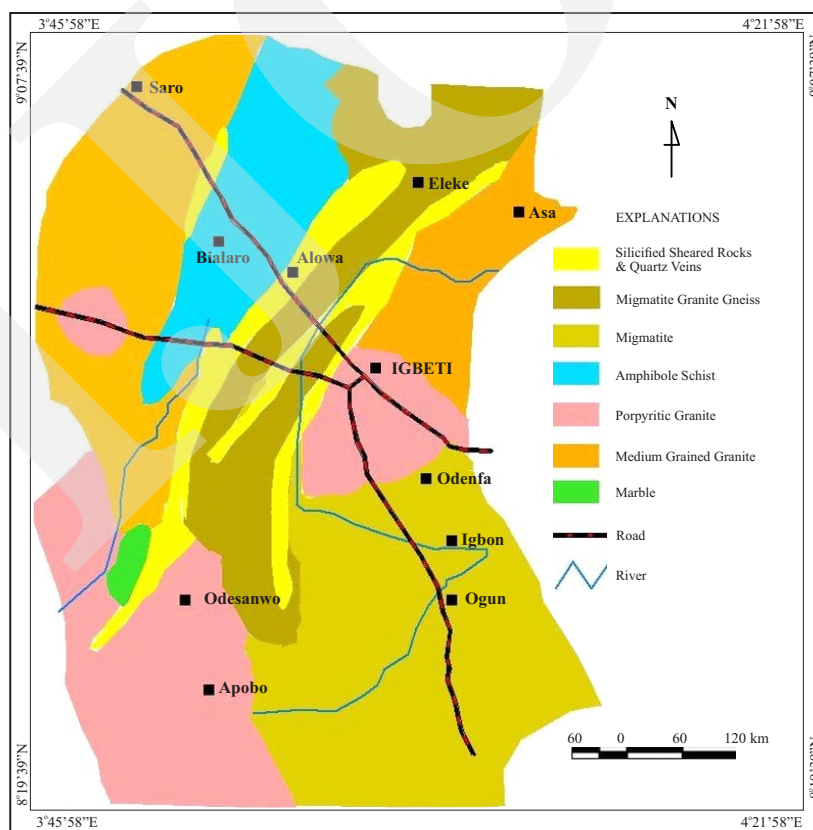 3°45'58”E
4°21'58”E
9°07'39”N
Saro
N
Eleke
Asa
EXPLANATIONS
Bialaro
Alowa
Silicified Sheared Rocks
& Quartz Veins
Migmatite Granite Gneiss
Migmatite
IGBETI
Amphibole Schist
Porpyritic Granite
Medium Grained Granite
Odenfa
Marble
Road
Igbon
River
Odesanwo
Ogun
Apobo
60 0 60 120 km
8°19'39”N
3°45'58”E
4°21'58”E